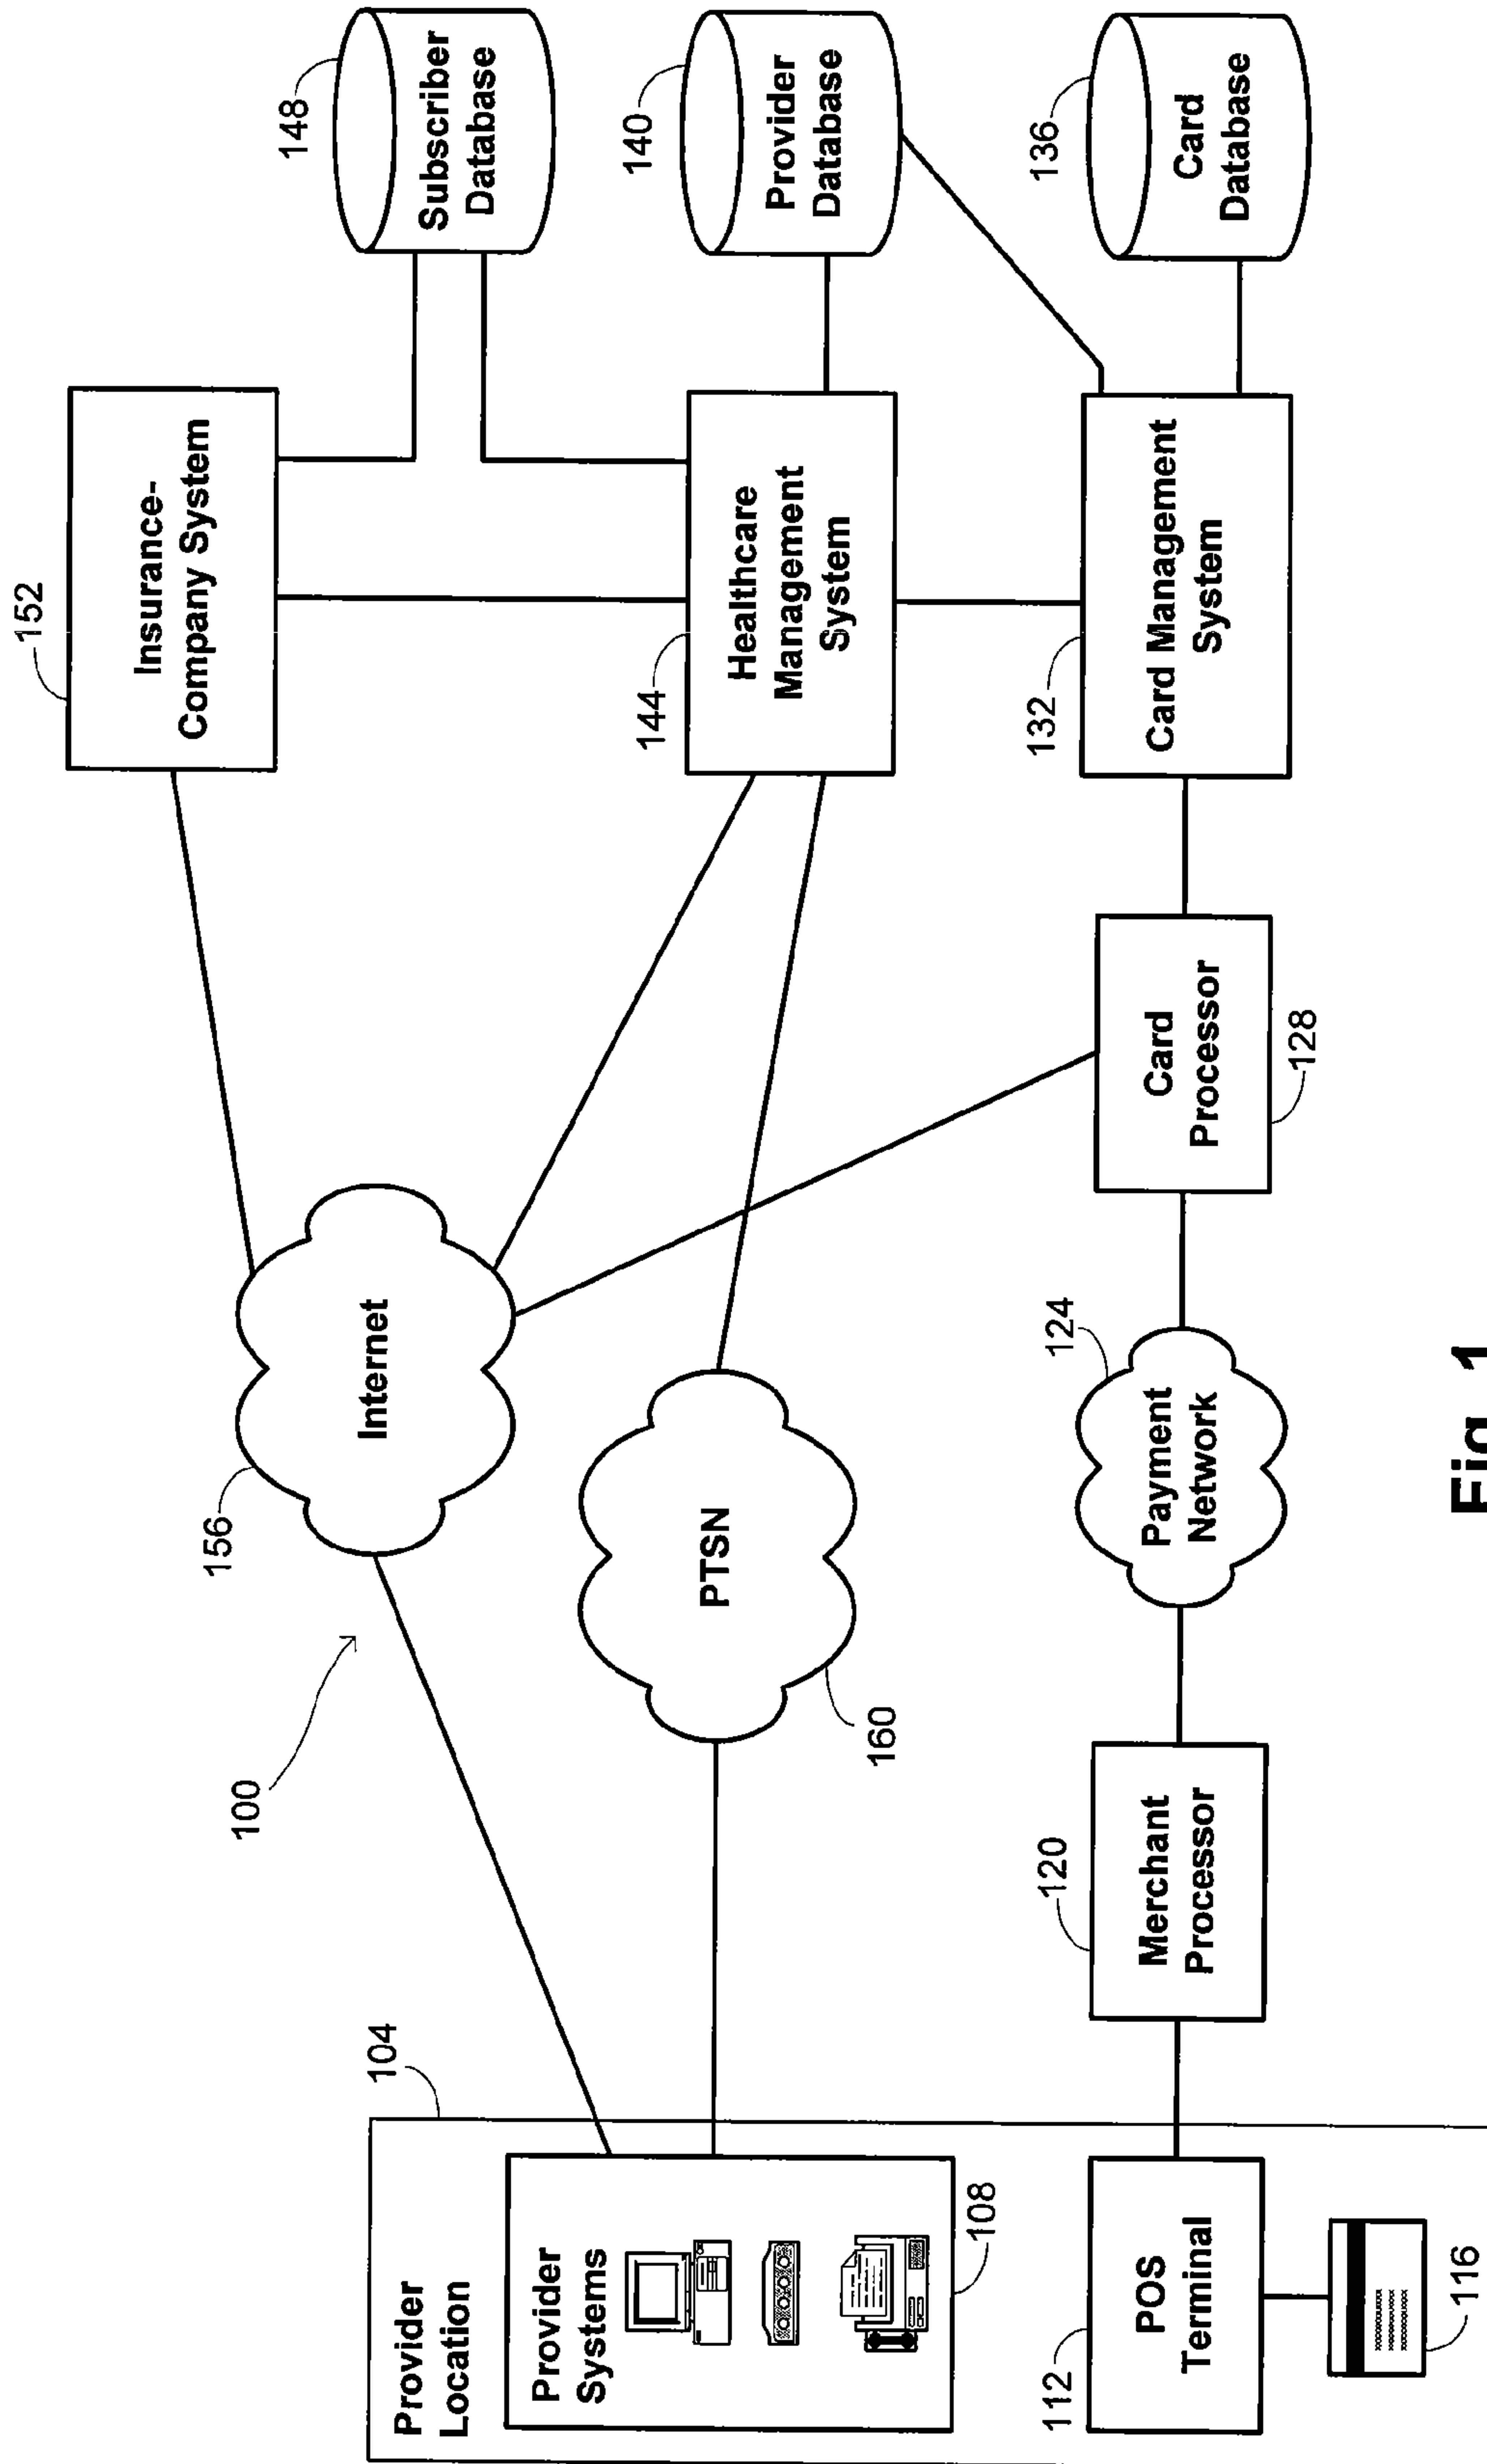 152
Insurance-
Company System
148
Subscriber
Database
156
Internet
100
144
Healthcare
Management
System
140
Provider
Database
PTSN
160
104
Provider
Location
Provider
Systems
108
112
POS
Terminal
116
120
Merchant
Processor
124
Payment
Network
Card
Processor
128
132
Card Management
System
136
Card
Database
Fig. 1